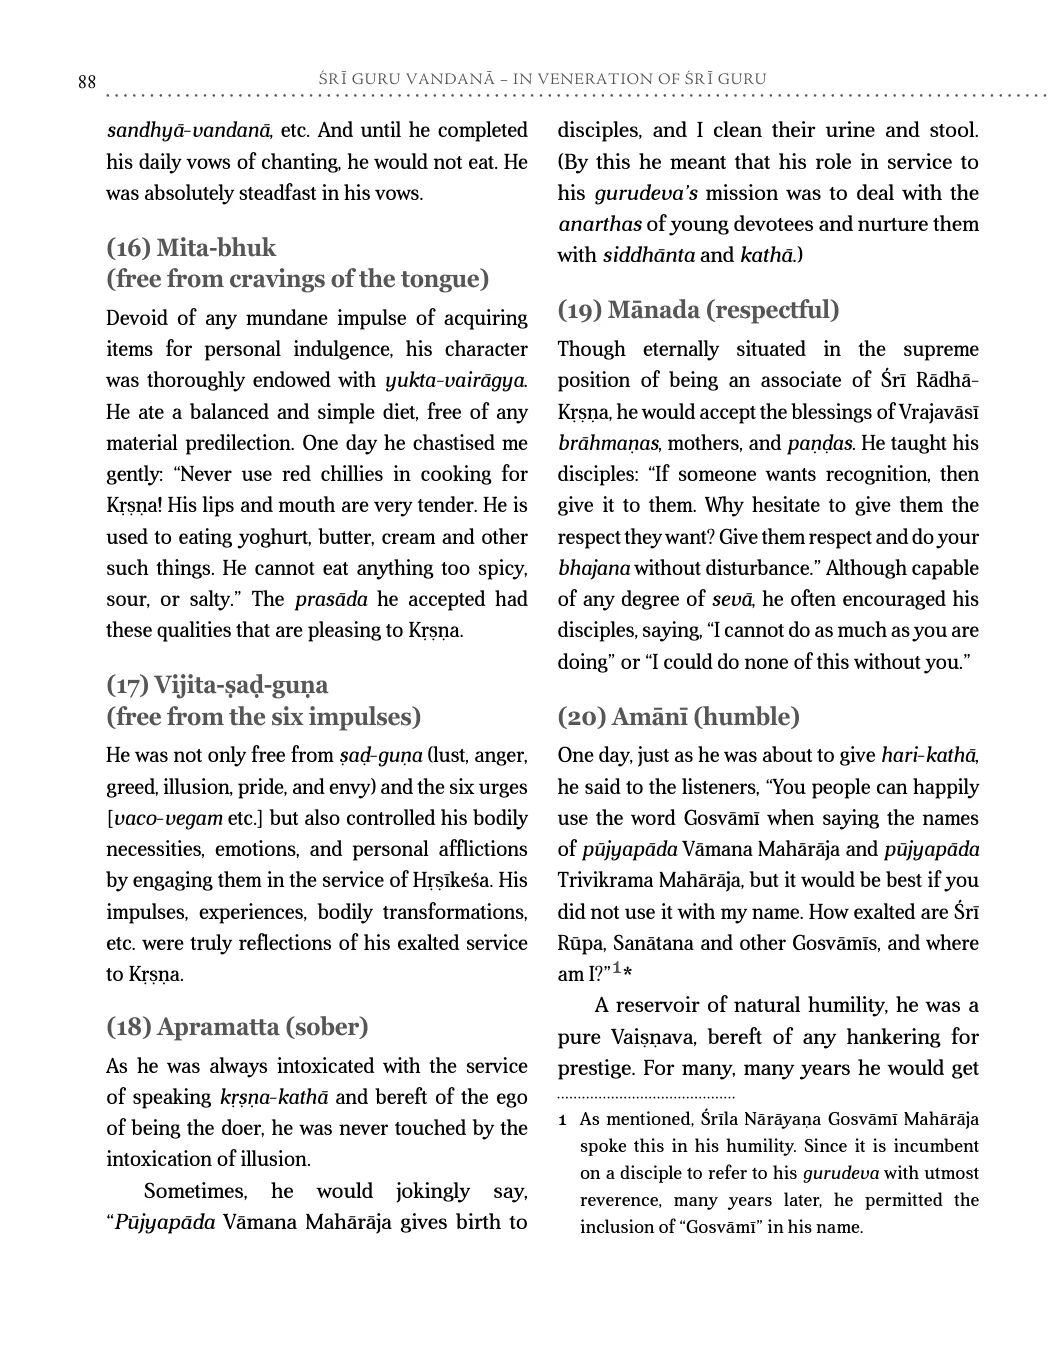 88
ŚRĪ GURU VANDANĀ – IN VENERATION OF ŚRĪ GURU
sandhyā-vandanā, etc. And until he completed
his daily vows of chanting, he would not eat. He
was absolutely steadfast in his vows.
(16) Mita-bhuk
(free from cravings of the tongue)
Devoid of any mundane impulse of acquiring
items for personal indulgence, his character
was thoroughly endowed with yukta-vairāgya.
He ate a balanced and simple diet, free of any
material predilection. One day he chastised me
gently: “Never use red chillies in cooking for
Kṛṣṇa! His lips and mouth are very tender. He is
used to eating yoghurt, butter, cream and other
such things. He cannot eat anything too spicy,
sour, or salty.” The prasāda he accepted had
these qualities that are pleasing to Kṛṣṇa.
(17) Vijita-ṣaḍ-guṇa
(free from the six impulses)
He was not only free from ṣaḍ-guṇa (lust, anger,
greed, illusion, pride, and envy) and the six urges
[vaco-vegam etc.] but also controlled his bodily
necessities, emotions, and personal afflictions
by engaging them in the service of Hṛṣīkeśa. His
impulses, experiences, bodily transformations,
etc. were truly reflections of his exalted service
to Kṛṣṇa.
(18) Apramatta (sober)
As he was always intoxicated with the service
of speaking kṛṣṇa-kathā and bereft of the ego
of being the doer, he was never touched by the
intoxication of illusion.
Sometimes, he would jokingly say,
“Pūjyapāda Vāmana Mahārāja gives birth to
disciples, and I clean their urine and stool.
(By this he meant that his role in service to
his gurudeva’s mission was to deal with the
anarthas of young devotees and nurture them
with siddhānta and kathā.)
(19) Mānada (respectful)
Though eternally situated in the supreme
position of being an associate of Śrī Rādhā-
Kṛṣṇa, he would accept the blessings of Vrajavāsī
brāhmaṇas, mothers, and paṇḍas. He taught his
disciples: “If someone wants recognition, then
give it to them. Why hesitate to give them the
respect they want? Give them respect and do your
bhajana without disturbance.” Although capable
of any degree of sevā, he often encouraged his
disciples, saying, “I cannot do as much as you are
doing” or “I could do none of this without you.”
(20) Amānī (humble)
One day, just as he was about to give hari-kathā,
he said to the listeners, “You people can happily
use the word Gosvāmī when saying the names
of pūjyapāda Vāmana Mahārāja and pūjyapāda
Trivikrama Mahārāja, but it would be best if you
did not use it with my name. How exalted are Śrī
Rūpa, Sanātana and other Gosvāmīs, and where
am I?”1*
A reservoir of natural humility, he was a
pure Vaiṣṇava, bereft of any hankering for
prestige. For many, many years he would get
1 As mentioned, Śrīla Nārāyaṇa Gosvāmī Mahārāja
spoke this in his humility. Since it is incumbent
on a disciple to refer to his gurudeva with utmost
reverence, many years later, he permitted the
inclusion of “Gosvāmī” in his name.